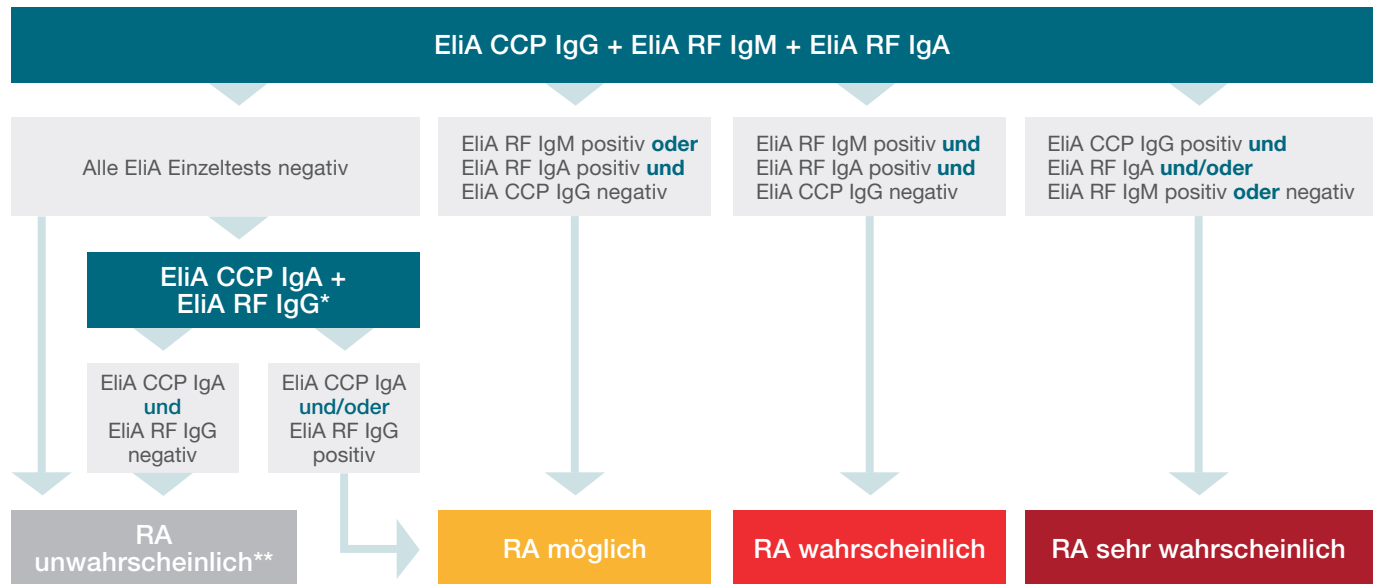 EliA CCP IgG + EliA RF IgM + EliA RF IgA
Alle EliA Einzeltests negativ
EliA RF IgM positiv oder
EliA RF IgA positiv und
EliA CCP IgG negativ
EliA RF IgM positiv und
EliA RF IgA positiv und
EliA CCP IgG negativ
EliA CCP IgG positiv und
EliA RF IgA und/oder
EliA RF IgM positiv oder negativ
EliA CCP IgA +
EliA RF IgG*
EliA CCP IgA
und
EliA RF IgG
negativ
EliA CCP IgA
und/oder
EliA RF IgG
positiv
RA
unwahrscheinlich**
RA möglich
RA wahrscheinlich
RA sehr wahrscheinlich